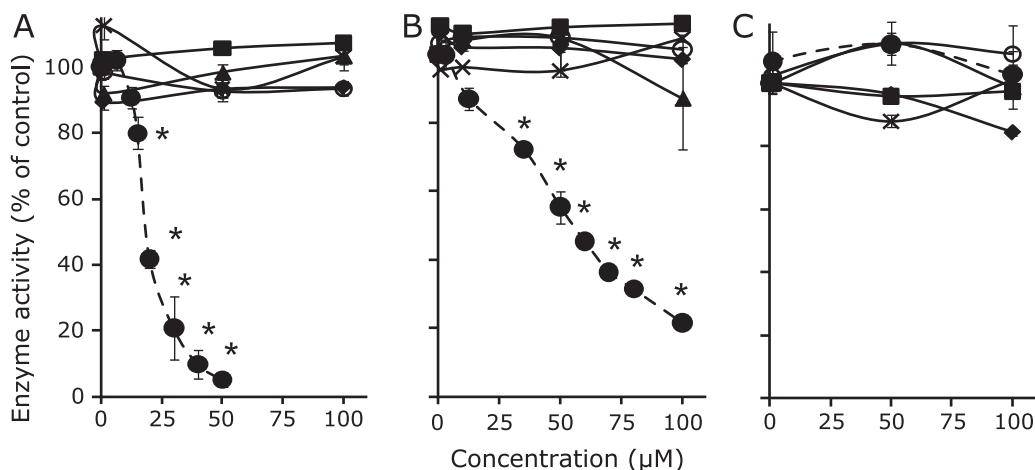 A B C
Enzyme activity (% of control)
100
80
60
40
20
0
* * * * *
* * * * * * *
0 25 50 75 100
0 25 50 75 100
0 25 50 75 100
Concentration (µM)